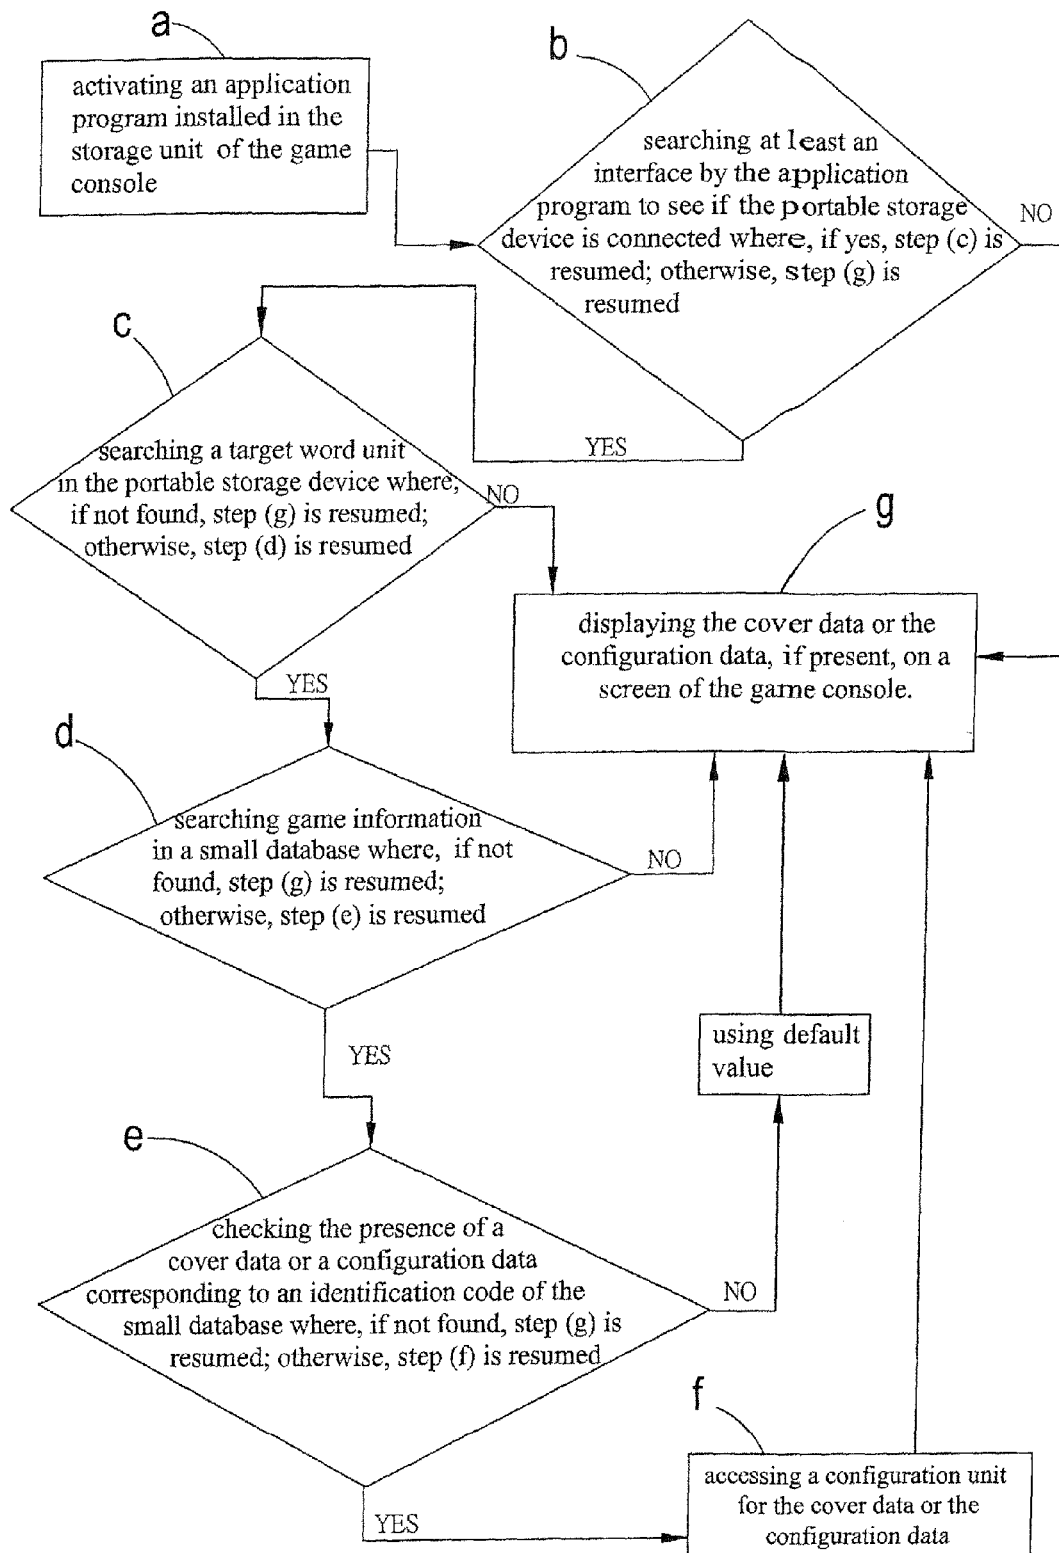 a
activating an application
program installed in the
storage unit of the game
console
b
searching at least an
interface by the application
program to see if the portable storage
device is connected where, if yes, step (c) is
resumed; otherwise, step (g) is
resumed
NO
YES
c
searching a target word unit
in the portable storage device where,
if not found, step (g) is resumed;
otherwise, step (d) is resumed
NO
YES
g
displaying the cover data or the
configuration data, if present, on a
screen of the game console.
d
searching game information
in a small database where, if not
found, step (g) is resumed;
otherwise, step (e) is resumed
NO
YES
using default
value
e
checking the presence of a
cover data or a configuration data
corresponding to an identification code of the
small database where, if not found, step (g) is
resumed; otherwise, step (f) is resumed
NO
YES
f
accessing a configuration unit
for the cover data or the
configuration data